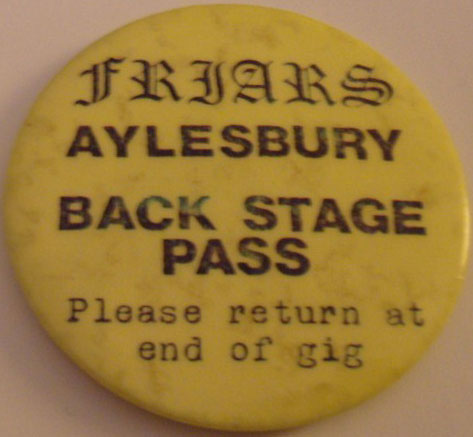 FRIARS
AYLESBURY
BACK STAGE
PASS
Please return at
end of gig